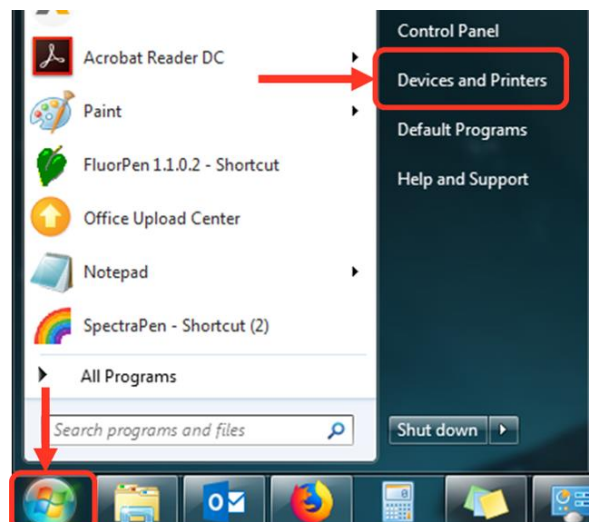 Control Panel
Acrobat Reader DC
Devices and Printers
Paint
Default Programs
FluorPen 1.1.0.2 - Shortcut
Help and Support
Office Upload Center
Notepad
SpectraPen - Shortcut (2)
All Programs
Search programs and files
Shut down